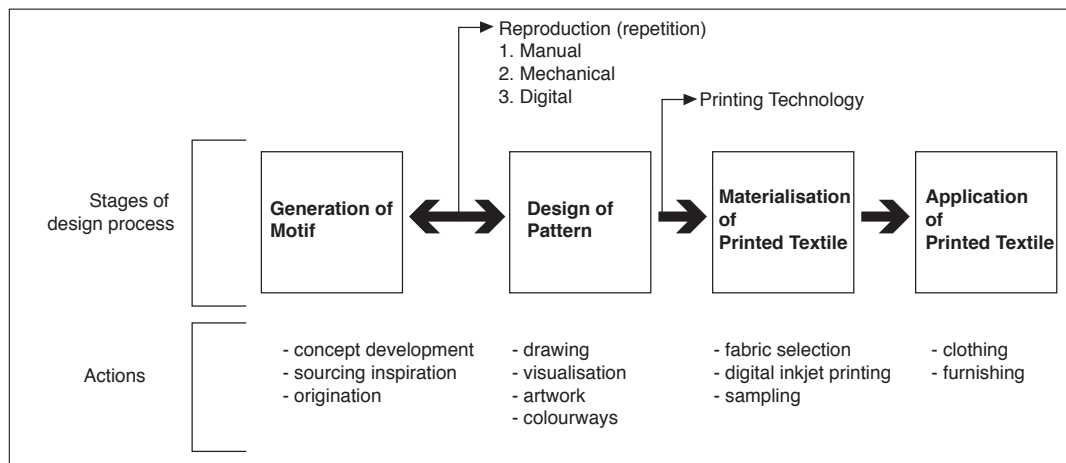 Reproduction (repetition)
1. Manual
2. Mechanical
3. Digital
Printing Technology
Stages of
design process
Generation of
Motif
Design of
Pattern
Materialisation
of
Printed Textile
Application
of
Printed Textile
Actions
- concept development
- sourcing inspiration
- origination
- drawing
- visualisation
- artwork
- colourways
- fabric selection
- digital inkjet printing
- sampling
- clothing
- furnishing